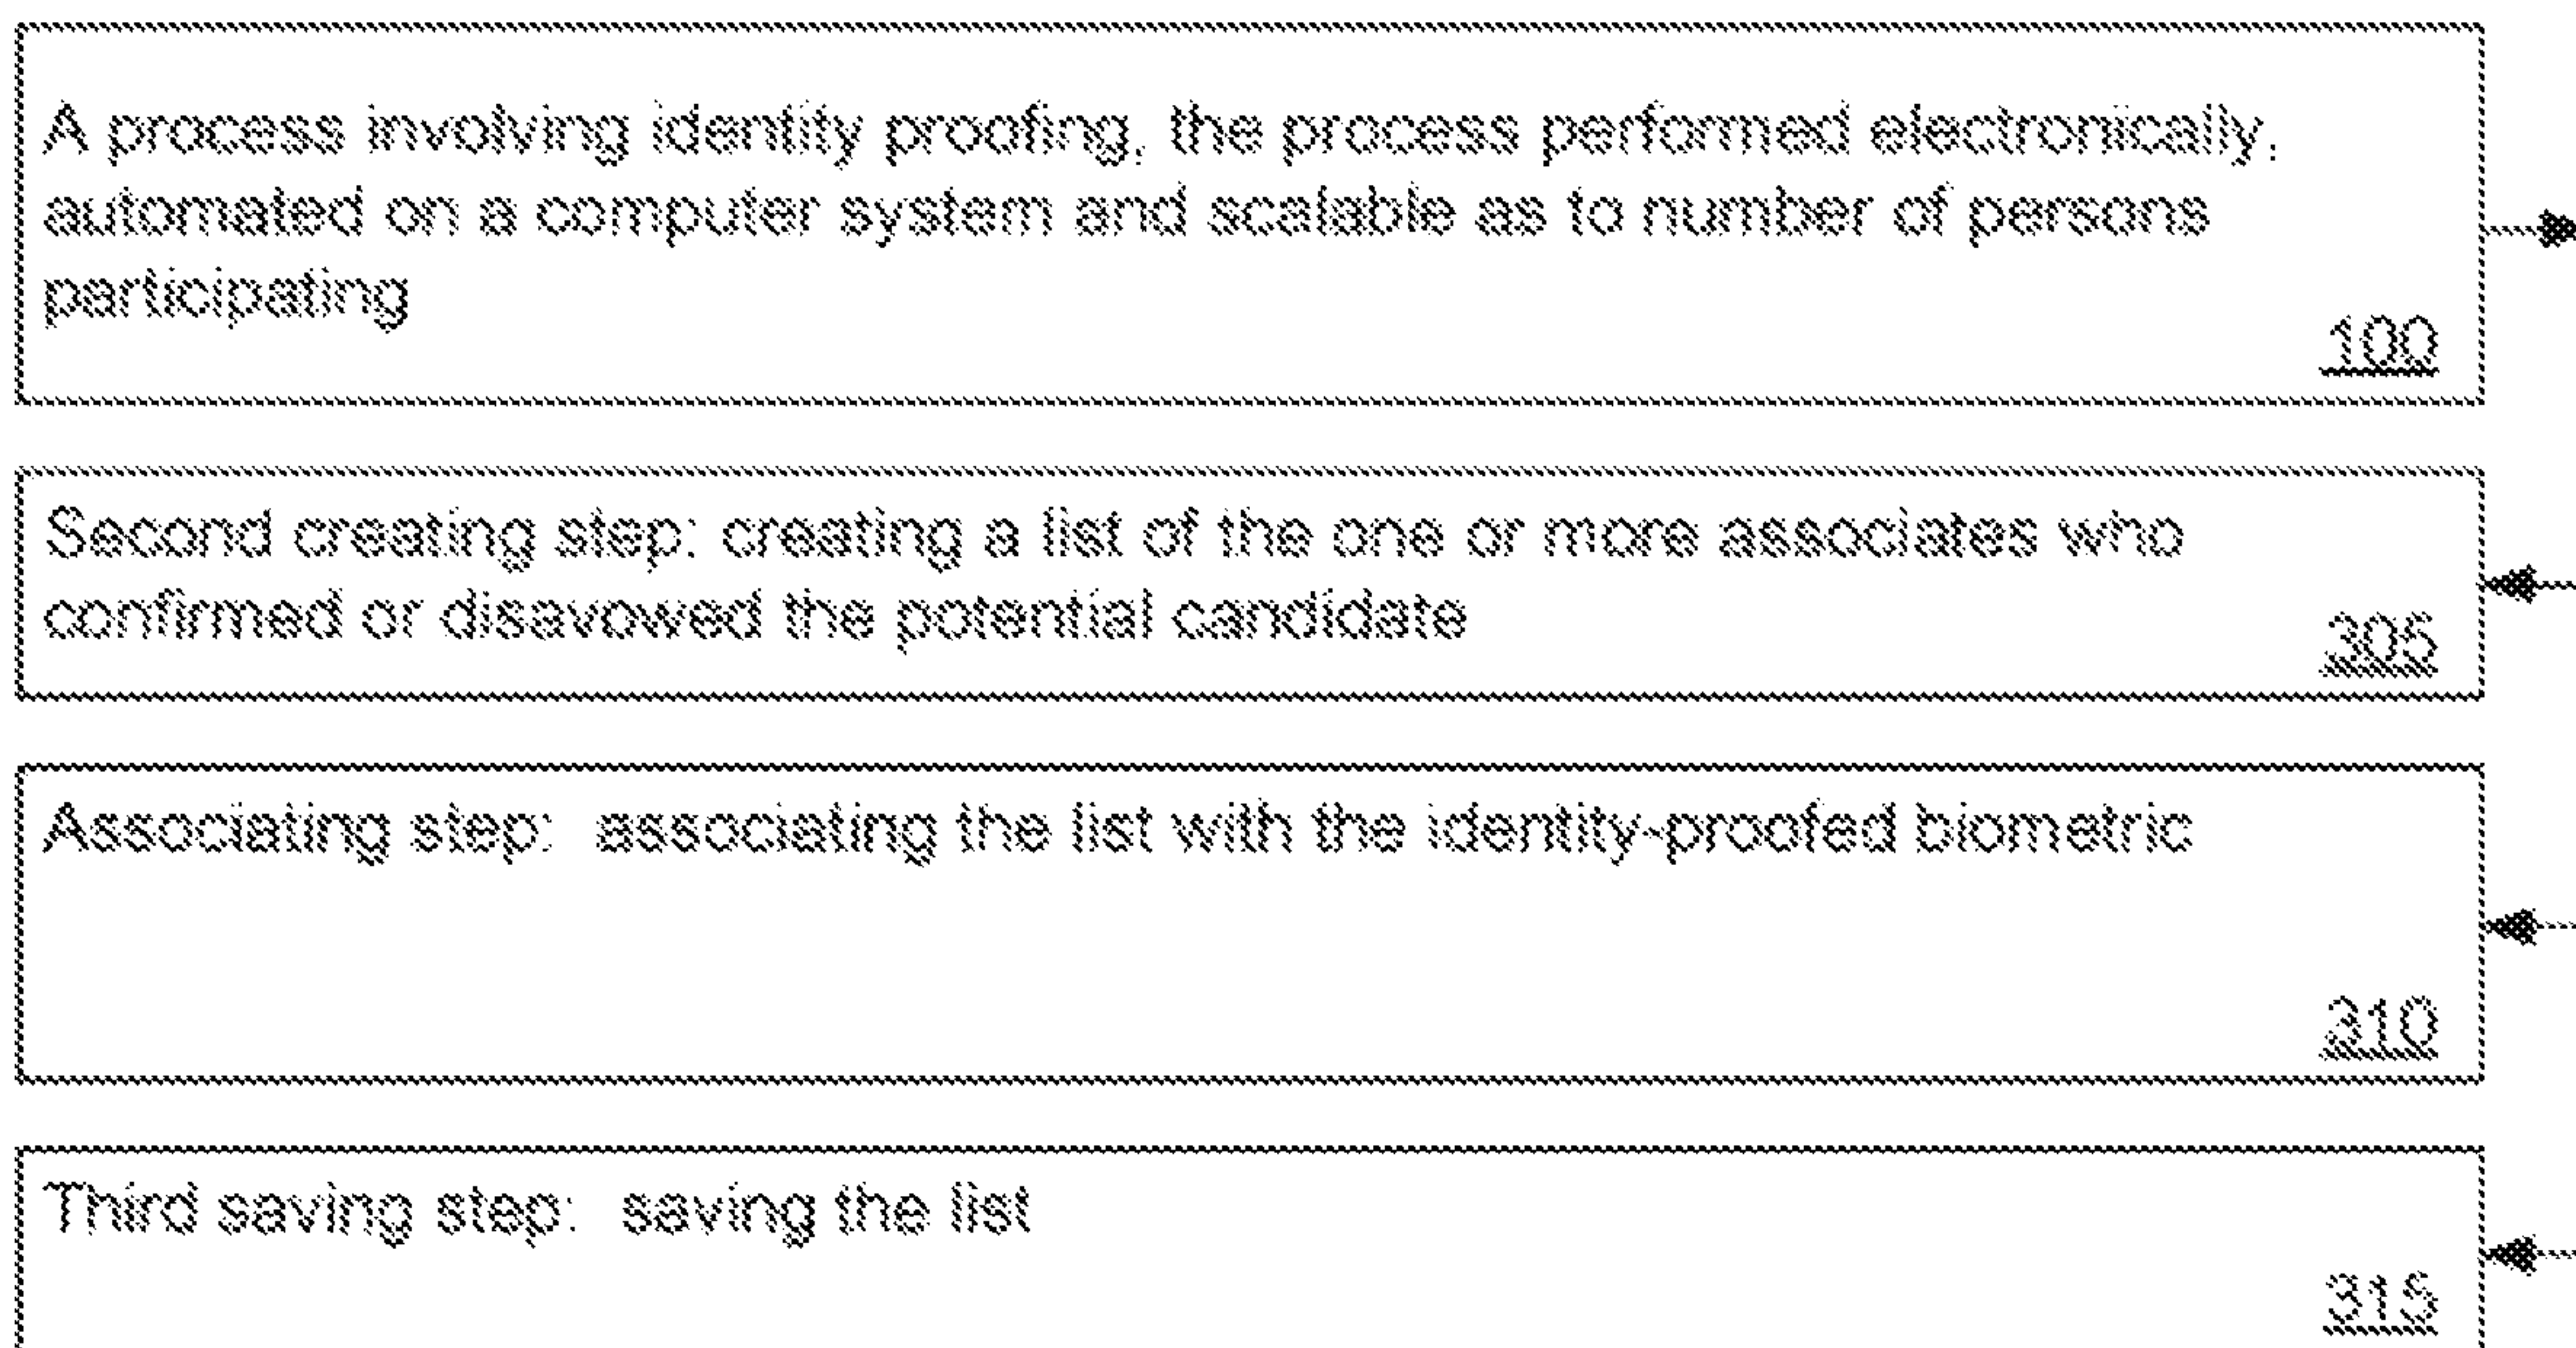 A process involving identity proofing, the process performed electronically,
automated on a computer system and scalable as to number of persons
participating
100
Second creating step: creating a list of the one or more associates who
confirmed or disavowed the potential candidate
305
Associating step: associating the list with the identity-proofed biometric
310
Third saving step: saving the list
315